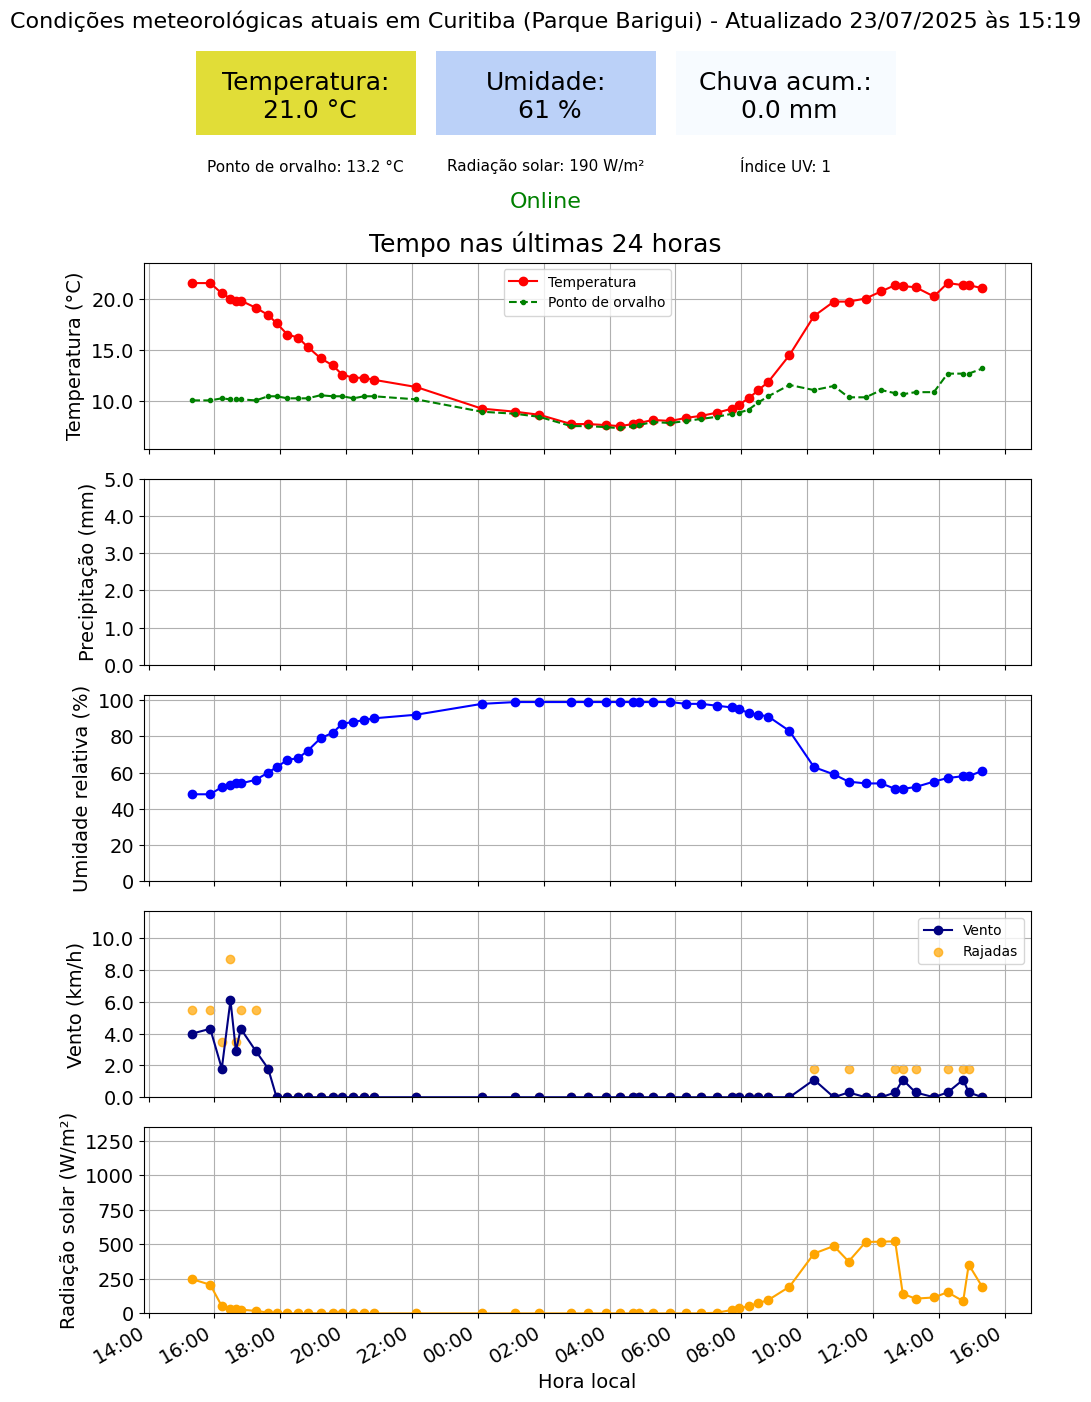 Condições meteorológicas atuais em Curitiba (Parque Barigui) - Atualizado 23/07/2025 às 15:19
Temperatura:
21.0 °C
Umidade:
61 %
Chuva acum.:
0.0 mm
Ponto de orvalho: 13.2 °C
Radiação solar: 190 W/m²
Índice UV: 1
Online
Tempo nas últimas 24 horas
Temperatura (°C)
20.0
15.0
10.0
Temperatura
Ponto de orvalho
Precipitação (mm)
5.0
4.0
3.0
2.0
1.0
0.0
Umidade relativa (%)
100
80
60
40
20
0
Vento (km/h)
10.0
8.0
6.0
4.0
2.0
0.0
Vento
Rajadas
Radiação solar (W/m²)
1250
1000
750
500
250
0
14:00
16:00
18:00
20:00
22:00
00:00
02:00
04:00
06:00
08:00
10:00
12:00
14:00
16:00
Hora local